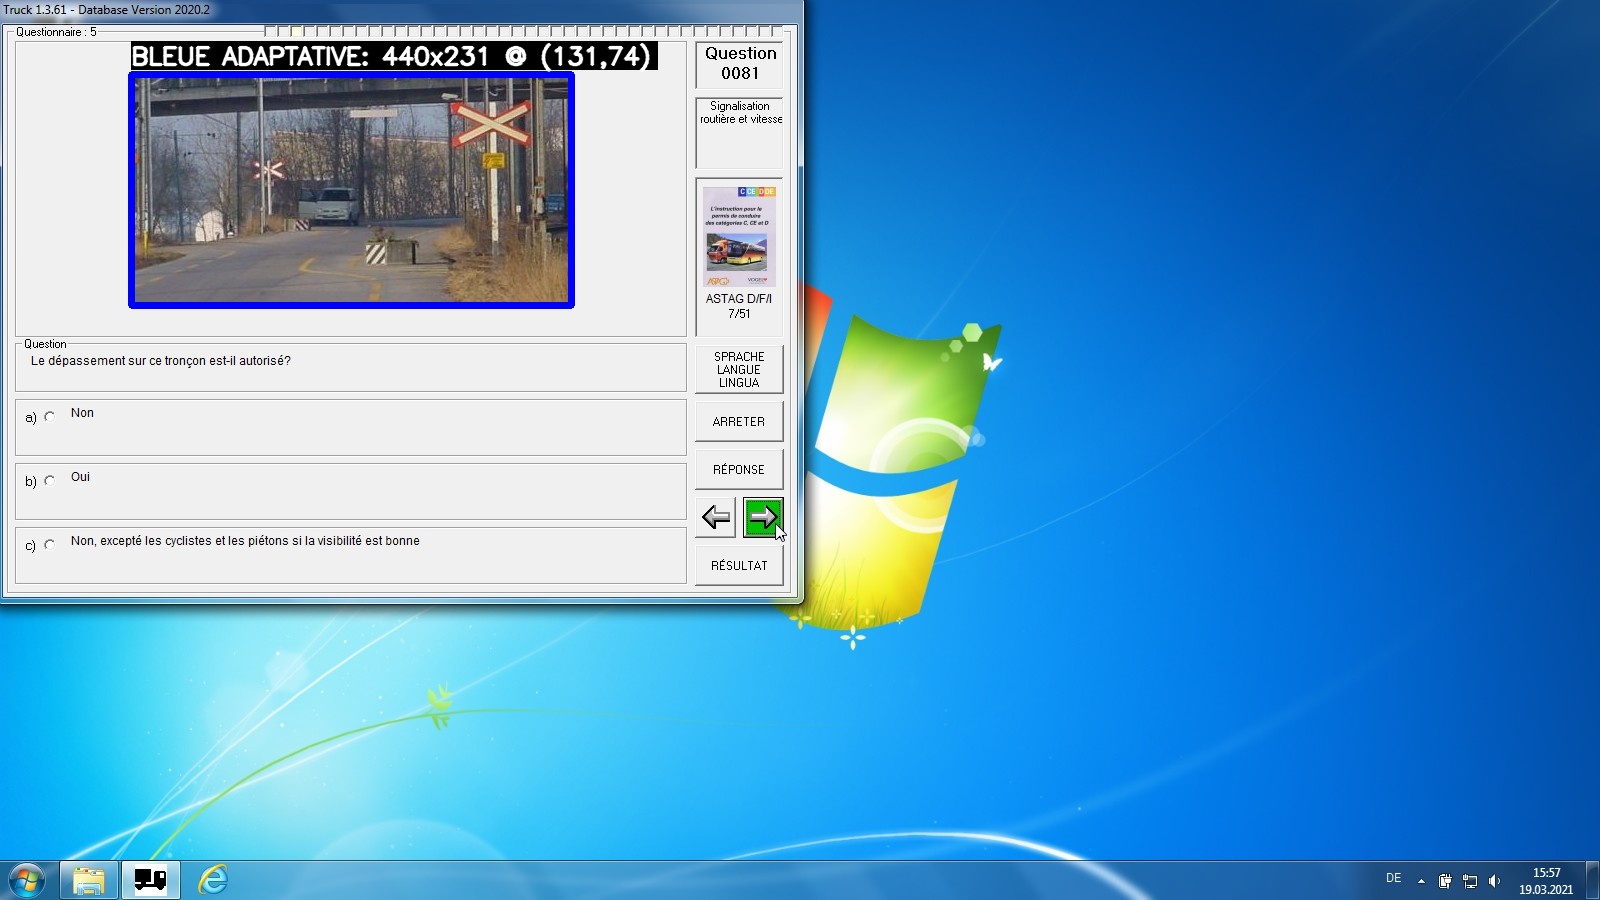 Truck 1.3.61 - Database Version 2020.2
Questionnaire : 5
BLEUE ADAPTATIVE: 440x231 @ (131,74)
Question
0081
Signalisation
routière et vitesse
C CE D DE
L'instruction pour le
permis de conduire
des catégories C, CE et D
ASTAG D/F/I
7/51
Question
Le dépassement sur ce tronçon est-il autorisé?
a) Non
b) Oui
c) Non, excepté les cyclistes et les piétons si la visibilité est bonne
SPRACHE
LANGUE
LINGUA
ARRETER
RÉPONSE
RÉSULTAT
DE
15:57
19.03.2021